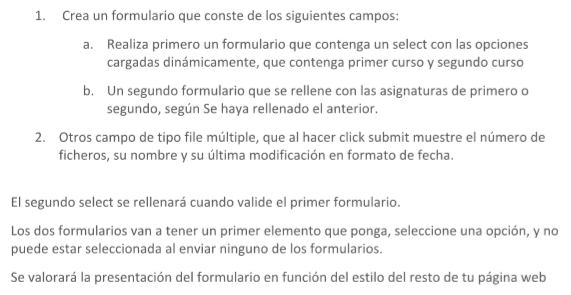 1. Crea un formulario que conste de los siguientes campos:
a. Realiza primero un formulario que contenga un select con las opciones
cargadas dinámicamente, que contenga primer curso y segundo curso
b. Un segundo formulario que se rellene con las asignaturas de primero o
segundo, según Se haya rellenado el anterior.
2. Otros campo de tipo file múltiple, que al hacer click submit muestre el número de
ficheros, su nombre y su última modificación en formato de fecha.
El segundo select se rellenará cuando valide el primer formulario.
Los dos formularios van a tener un primer elemento que ponga, seleccione una opción, y no
puede estar seleccionada al enviar ninguno de los formularios.
Se valorará la presentación del formulario en función del estilo del resto de tu página web